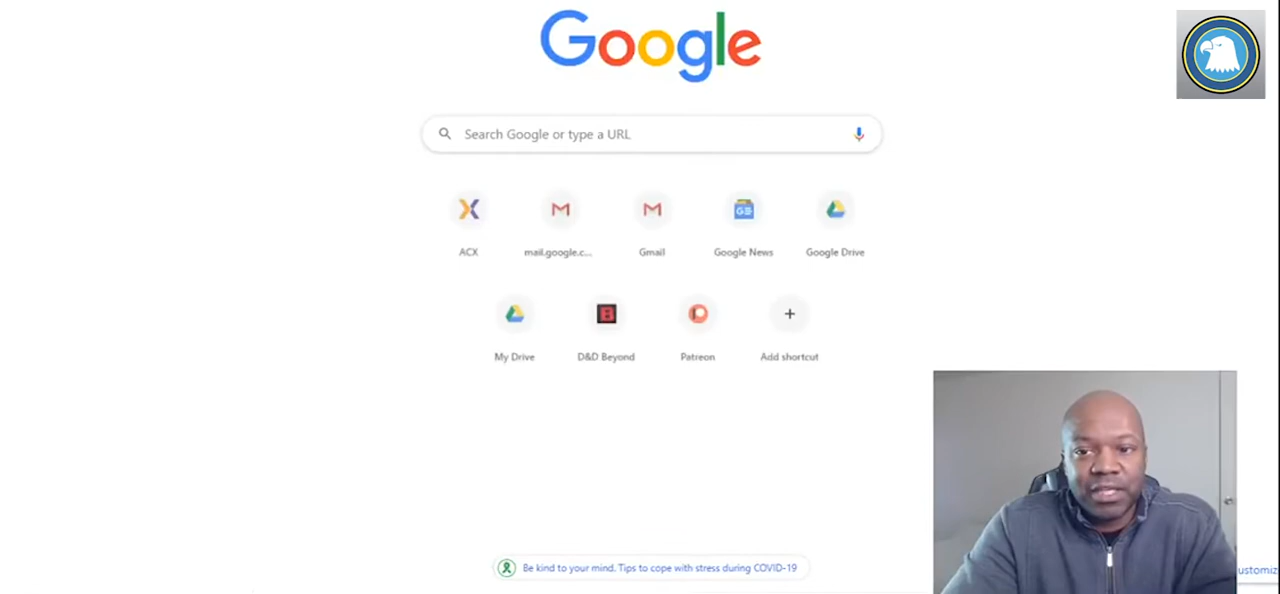 Google
Search Google or type a URL
ACX
mail.google.c...
Gmail
Google News
Google Drive
My Drive
D&D Beyond
Patreon
Add shortcut
Be kind to your mind. Tips to cope with stress during COVID-19
ustomiz